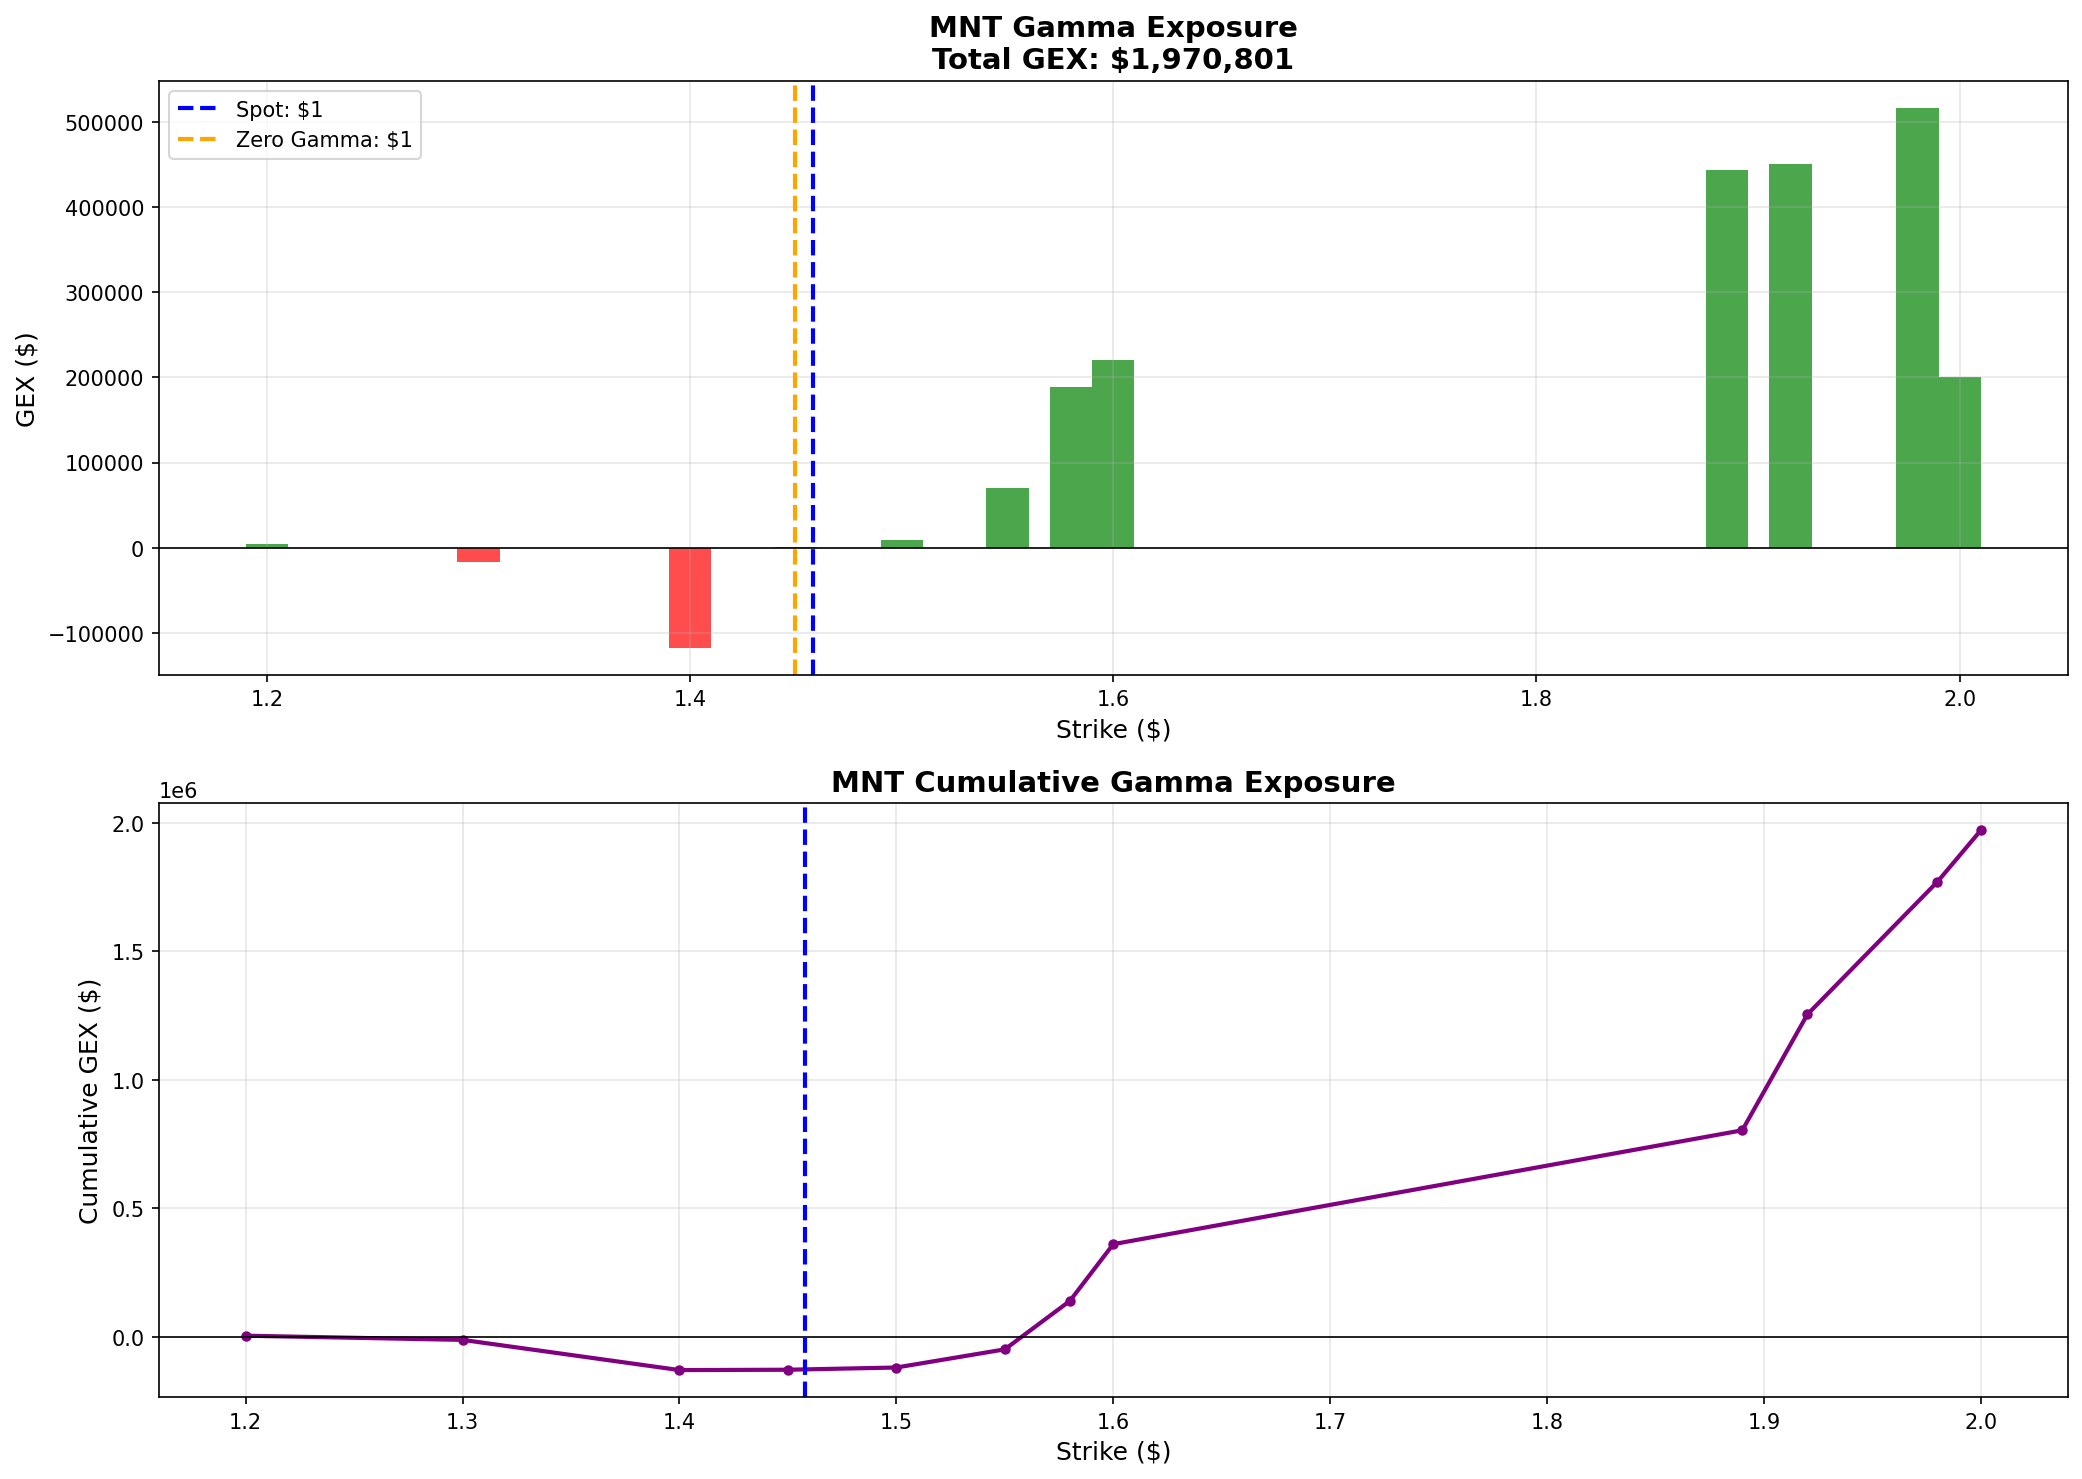 MNT Gamma Exposure
Total GEX: $1,970,801
Spot: $1
Zero Gamma: $1
GEX ($)
500000
400000
300000
200000
100000
0
−100000
1.2 1.4 1.6 1.8 2.0
Strike ($)
MNT Cumulative Gamma Exposure
1e6
Cumulative GEX ($)
2.0
1.5
1.0
0.5
0.0
1.2 1.3 1.4 1.5 1.6 1.7 1.8 1.9 2.0
Strike ($)